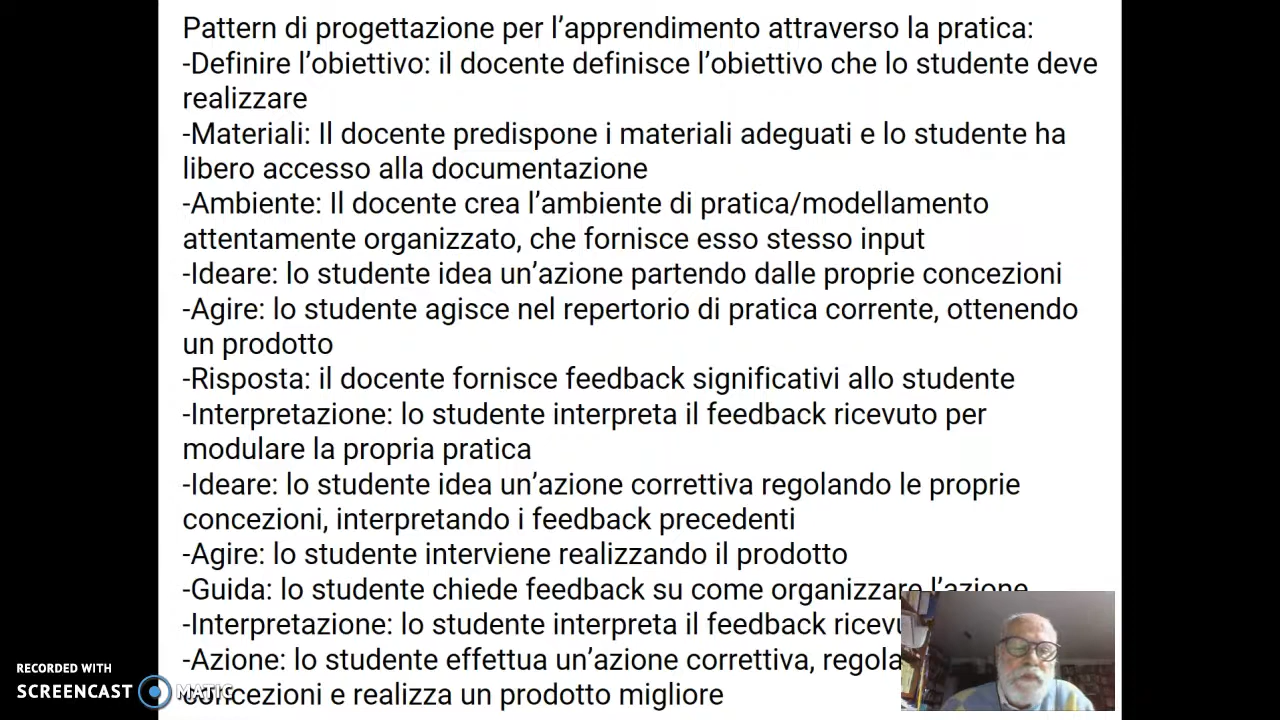 Pattern di progettazione per l’apprendimento attraverso la pratica:
-Definire l’obiettivo: il docente definisce l’obiettivo che lo studente deve
realizzare
-Materiali: Il docente predispone i materiali adeguati e lo studente ha
libero accesso alla documentazione
-Ambiente: Il docente crea l’ambiente di pratica/modellamento
attentamente organizzato, che fornisce esso stesso input
-Ideare: lo studente idea un’azione partendo dalle proprie concezioni
-Agire: lo studente agisce nel repertorio di pratica corrente, ottenendo
un prodotto
-Risposta: il docente fornisce feedback significativi allo studente
-Interpretazione: lo studente interpreta il feedback ricevuto per
modulare la propria pratica
-Ideare: lo studente idea un’azione correttiva regolando le proprie
concezioni, interpretando i feedback precedenti
-Agire: lo studente interviene realizzando il prodotto
-Guida: lo studente chiede feedback su come organizzare l’azione
-Interpretazione: lo studente interpreta il feedback
-Azione: lo studente effettua un’azione correttiva,
concezioni e realizza un prodotto migliore
RECORDED WITH
SCREENCAST MATIC